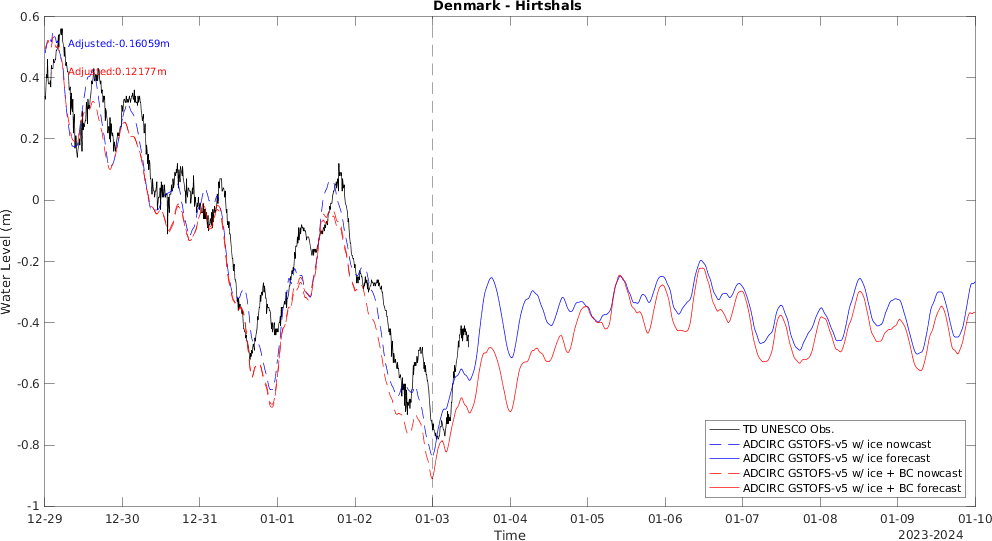 Denmark - Hirtshals
Adjusted:-0.16059m
Adjusted:0.12177m
Water Level (m)
0.6
0.4
0.2
0
-0.2
-0.4
-0.6
-0.8
-1
TD UNESCO Obs.
ADCIRC GSTOFS-v5 w/ ice nowcast
ADCIRC GSTOFS-v5 w/ ice forecast
ADCIRC GSTOFS-v5 w/ ice + BC nowcast
ADCIRC GSTOFS-v5 w/ ice + BC forecast
12-29 12-30 12-31 01-01 01-02 01-03 01-04 01-05 01-06 01-07 01-08 01-09 01-10
Time
2023-2024